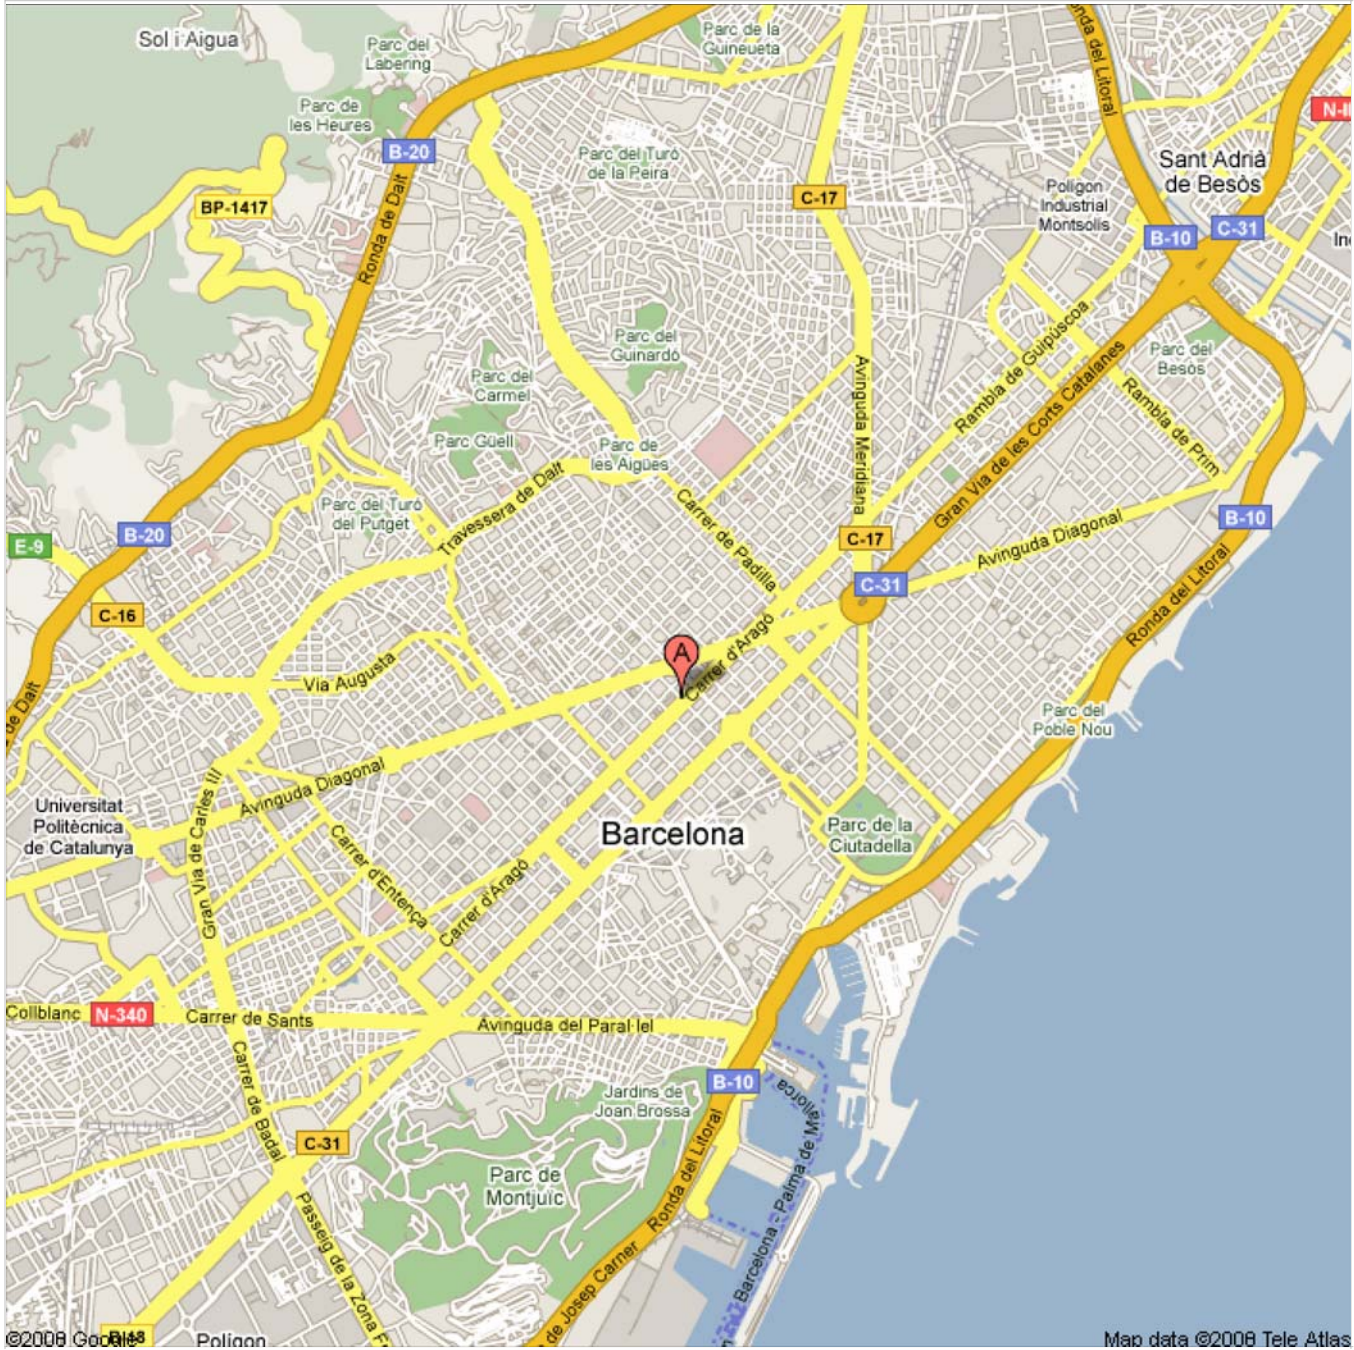 Sol i Aigua
Parc del
Labering
Parc de la
Guineueta
Ronda del Litoral
N-II
Parc de
les Heures
B-20
Parc del Turó
de la Peira
Sant Adrià
de Besòs
BP-1417
C-17
Polígon
Industrial
Montsolís
Ronda de Dalt
B-10
C-31
Parc del
Guinardó
Rambla de Guipúscoa
Parc del
Besòs
Parc del
Carmel
Avinguda Meridiana
Gran Via de les Corts Catalanes
Rambla de Prim
Parc Güell
Parc de
les Aigües
Travessera de Dalt
Parc del Turó
del Putget
Carrer de Padilla
B-10
E-9
B-20
C-17
Avinguda Diagonal
C-31
Ronda del Litoral
C-16
Carrer d'Aragó
A
Via Augusta
de Dalt
Parc del
Poble Nou
Avinguda Diagonal
Gran Via de Carles III
Universitat
Politècnica
de Catalunya
Barcelona
Parc de la
Ciutadella
Carrer d'Entença
Carrer d'Aragó
Collblanc
N-340
Carrer de Sants
Avinguda del Paral·lel
Carrer de Badal
B-10
Jardins de
Joan Brossa
C-31
Parc de
Montjuïc
Ronda del Litoral
Barcelona - Palma de Mallorca
Mallorca
Passeig de la Zona
de Josep Carner
©2008 Google
Polígon
Map data ©2008 Tele Atlas